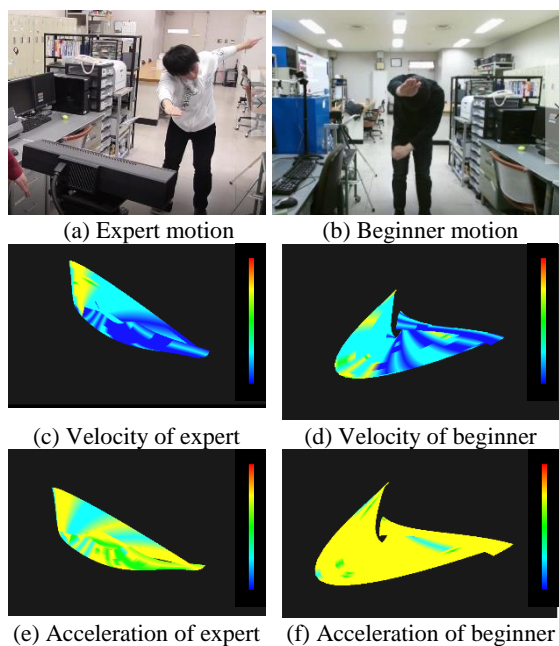 (a) Expert motion
(b) Beginner motion
(c) Velocity of expert
(d) Velocity of beginner
(e) Acceleration of expert
(f) Acceleration of beginner